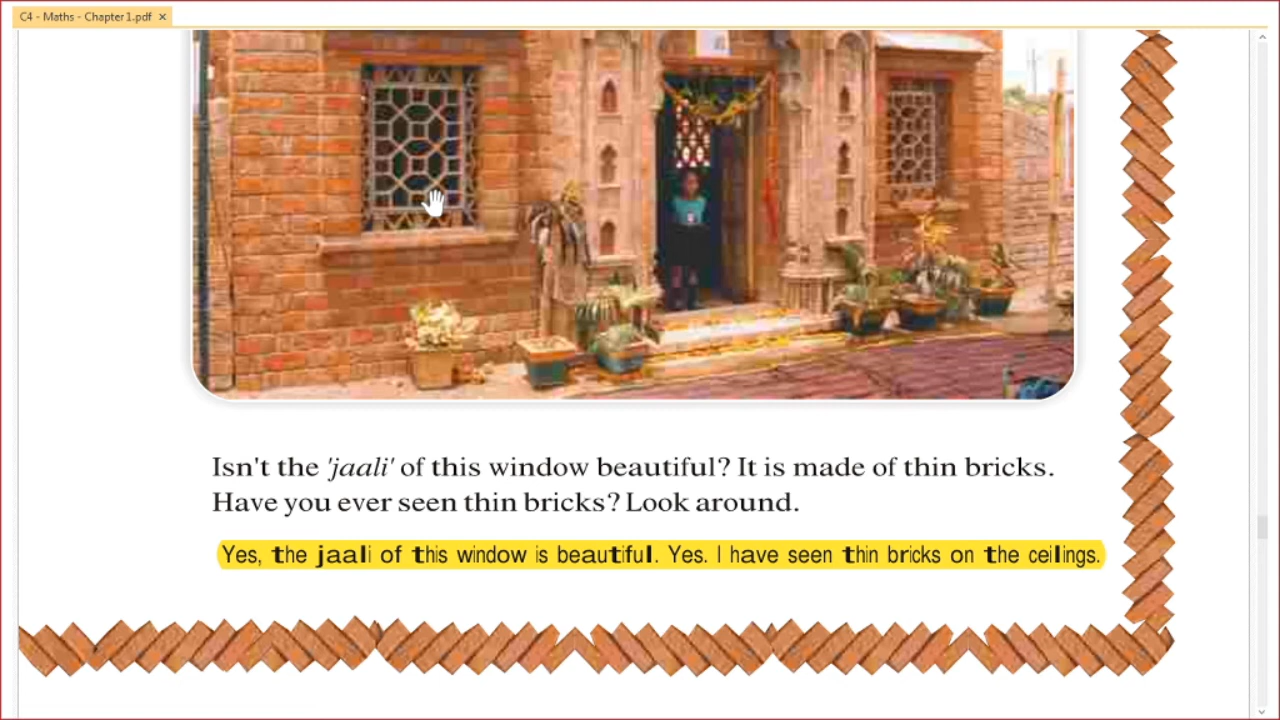 C4 - Maths - Chapter 1.pdf
Isn't the 'jaali' of this window beautiful? It is made of thin bricks.
Have you ever seen thin bricks? Look around.
Yes, the jaali of this window is beautiful. Yes. I have seen thin bricks on the ceilings.